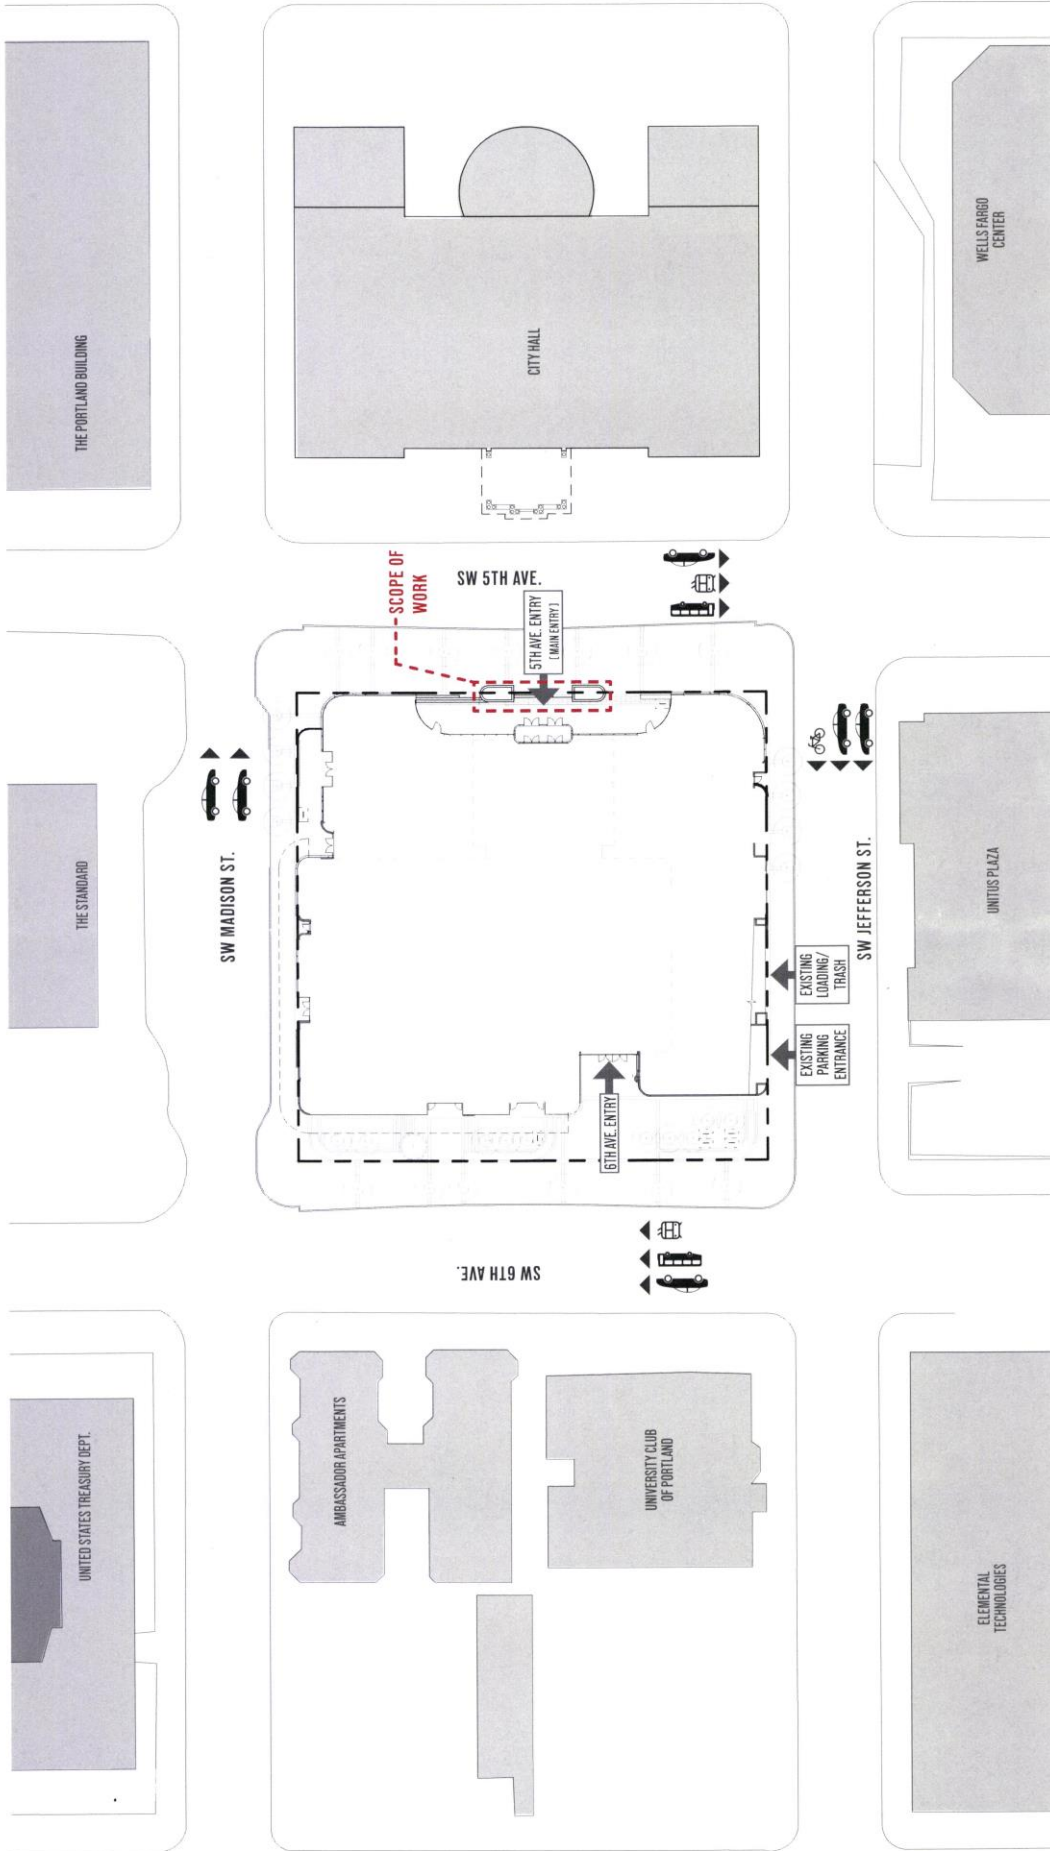 THE PORTLAND BUILDING
CITY HALL
WELLS FARGO
CENTER
SCOPE OF
WORK
SW 5TH AVE.
5TH AVE. ENTRY
[ MAIN ENTRY ]
THE STANDARD
SW MADISON ST.
SW JEFFERSON ST.
UNITUS PLAZA
EXISTING
LOADING/
TRASH
EXISTING
PARKING
ENTRANCE
6TH AVE. ENTRY
SW 6TH AVE.
UNITED STATES TREASURY DEPT.
AMBASSADOR APARTMENTS
UNIVERSITY CLUB
OF PORTLAND
ELEMENTAL
TECHNOLOGIES